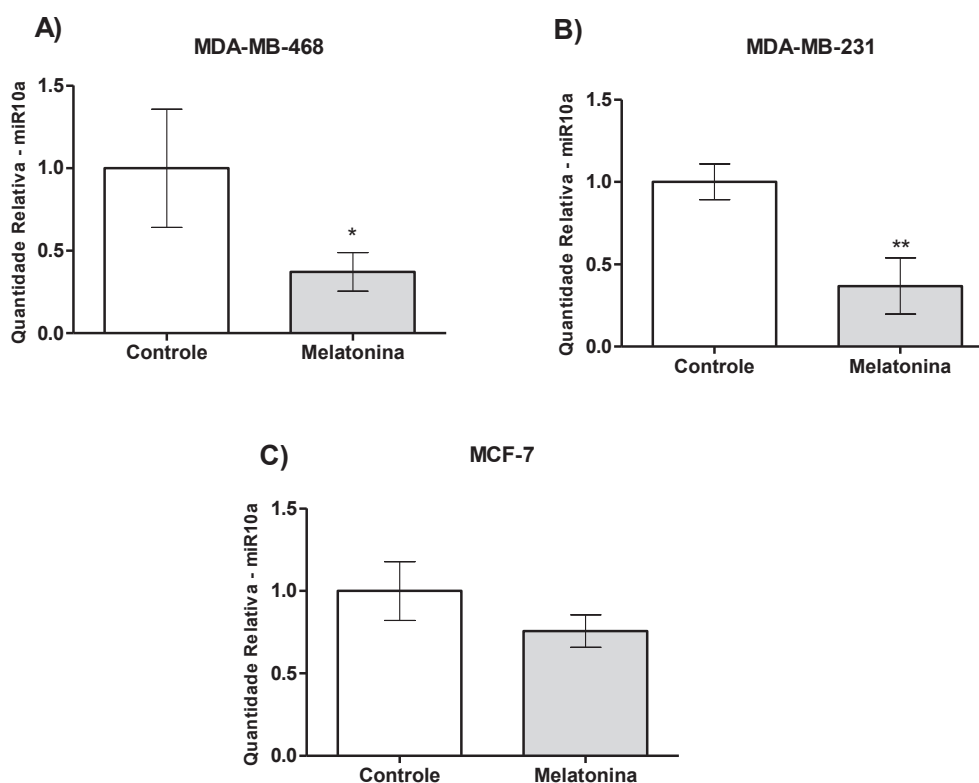 A)
MDA-MB-468
Quantidade Relativa - miR10a
1.5
1.0
0.5
0.0
*
Controle
Melatonina
B)
MDA-MB-231
Quantidade Relativa - miR10a
1.5
1.0
0.5
0.0
**
Controle
Melatonina
C)
MCF-7
Quantidade Relativa - miR10a
1.5
1.0
0.5
0.0
Controle
Melatonina